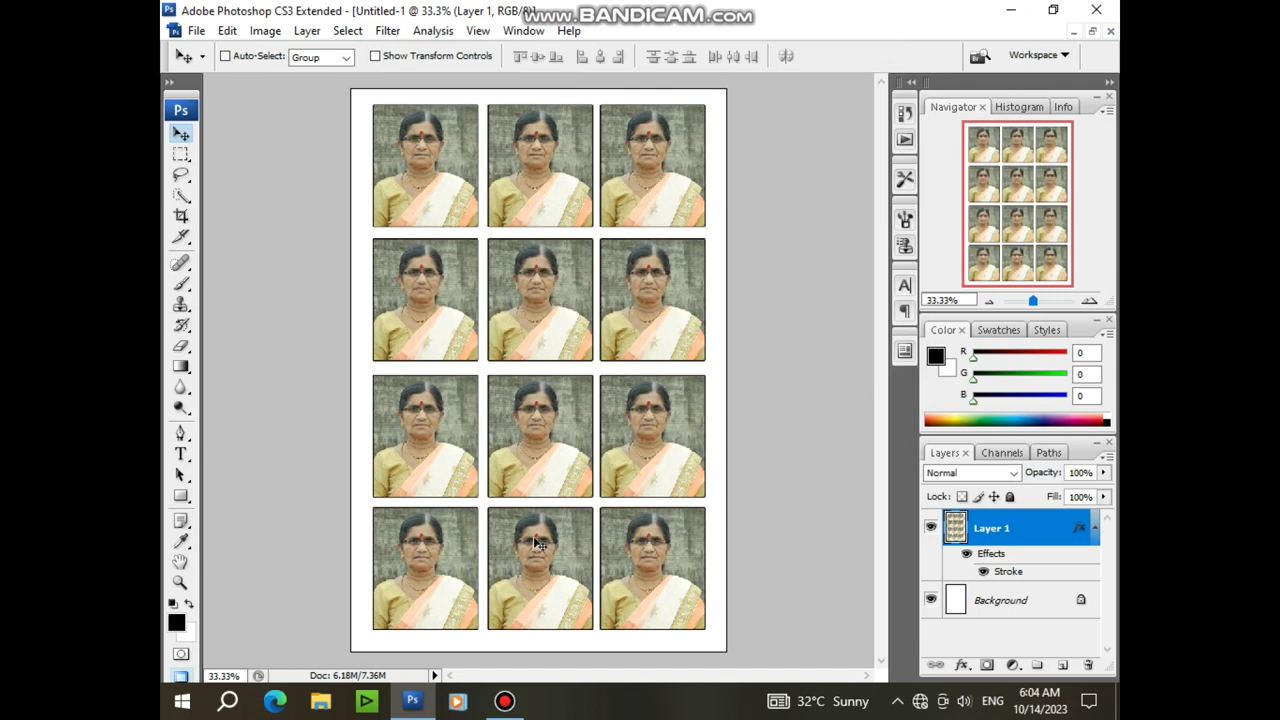 Adobe Photoshop CS3 Extended - [Untitled-1 @ 33.3% (Layer 1, RGB/8)]
www.BANDICAM.com
File Edit Image Layer Select Filter Analysis View Window Help
Auto-Select: Group Show Transform Controls Workspace
Ps
Navigator Histogram Info
33.33%
Color Swatches Styles
R 0
G 0
B 0
Layers Channels Paths
Normal Opacity: 100%
Lock: Fill: 100%
Layer 1 fx
Effects
Stroke
Background
T
A
33.33% Doc: 6.18M/7.36M
Ps 32°C Sunny ENG 6:04 AM
10/14/2023